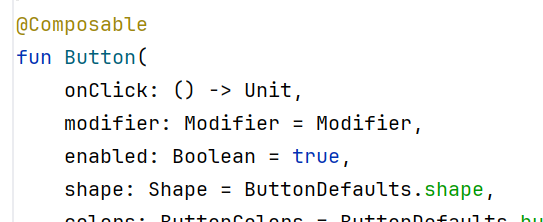 @Composable
fun Button(
    onClick: () -> Unit,
    modifier: Modifier = Modifier,
    enabled: Boolean = true,
    shape: Shape = ButtonDefaults.shape,
    colors: ButtonColors = ButtonDefaults.bu